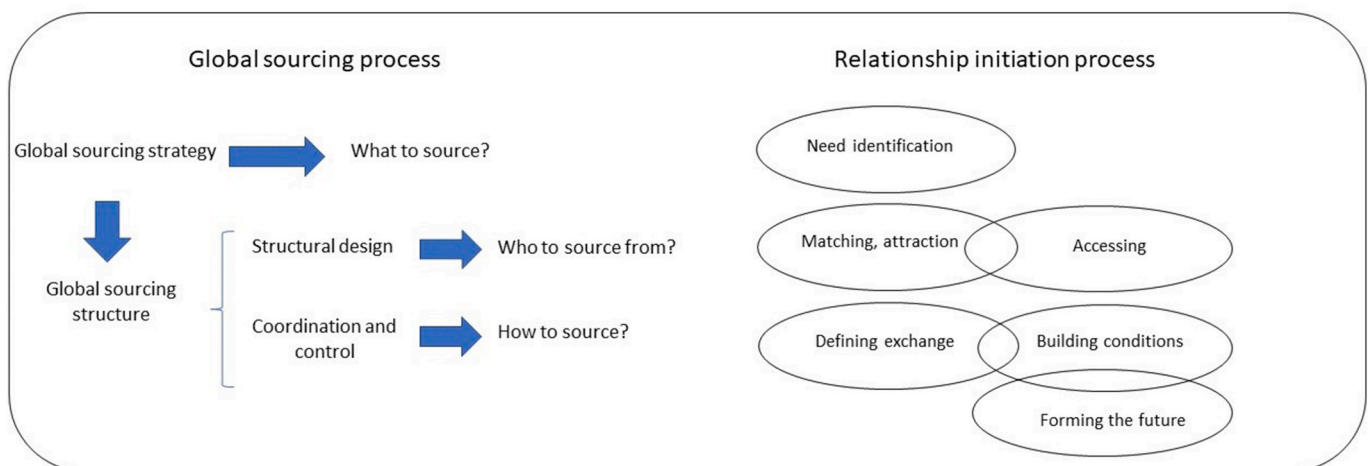 Global sourcing process
Relationship initiation process
Global sourcing strategy
What to source?
Need identification
Structural design
Who to source from?
Matching, attraction
Accessing
Global sourcing
structure
Coordination and
control
How to source?
Defining exchange
Building conditions
Forming the future